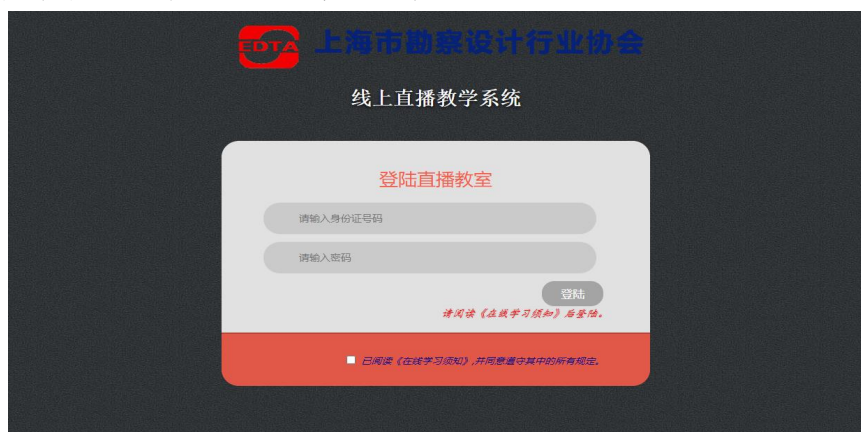 EDTA 上海市勘察设计行业协会
线上直播教学系统
登陆直播教室
请输入身份证号码
请输入密码
登陆
请阅读《在线学习须知》后登陆。
已阅读《在线学习须知》,并同意遵守其中的所有规定。